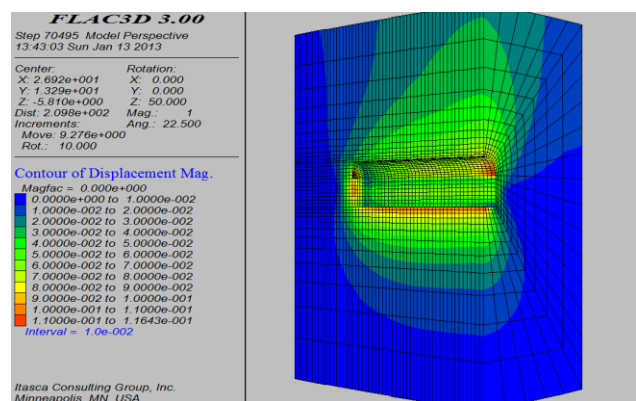 FLAC3D 3.00
Step 70495 Model Perspective
13:43:03 Sun Jan 13 2013
Center: Rotation:
X: 2.692e+001 X: 0.000
Y: 1.329e+001 Y: 0.000
Z: -5.810e+000 Z: 50.000
Dist: 2.098e+002 Mag.: 1
Increments: Ang.: 22.500
Move: 9.276e+000
Rot.: 10.000
Contour of Displacement Mag.
Magfac = 0.000e+000
0.0000e+000 to 1.0000e-002
1.0000e-002 to 2.0000e-002
2.0000e-002 to 3.0000e-002
3.0000e-002 to 4.0000e-002
4.0000e-002 to 5.0000e-002
5.0000e-002 to 6.0000e-002
6.0000e-002 to 7.0000e-002
7.0000e-002 to 8.0000e-002
8.0000e-002 to 9.0000e-002
9.0000e-002 to 1.0000e-001
1.0000e-001 to 1.1000e-001
1.1000e-001 to 1.1643e-001
Interval = 1.0e-002
Itasca Consulting Group, Inc.
Minneapolis, MN USA